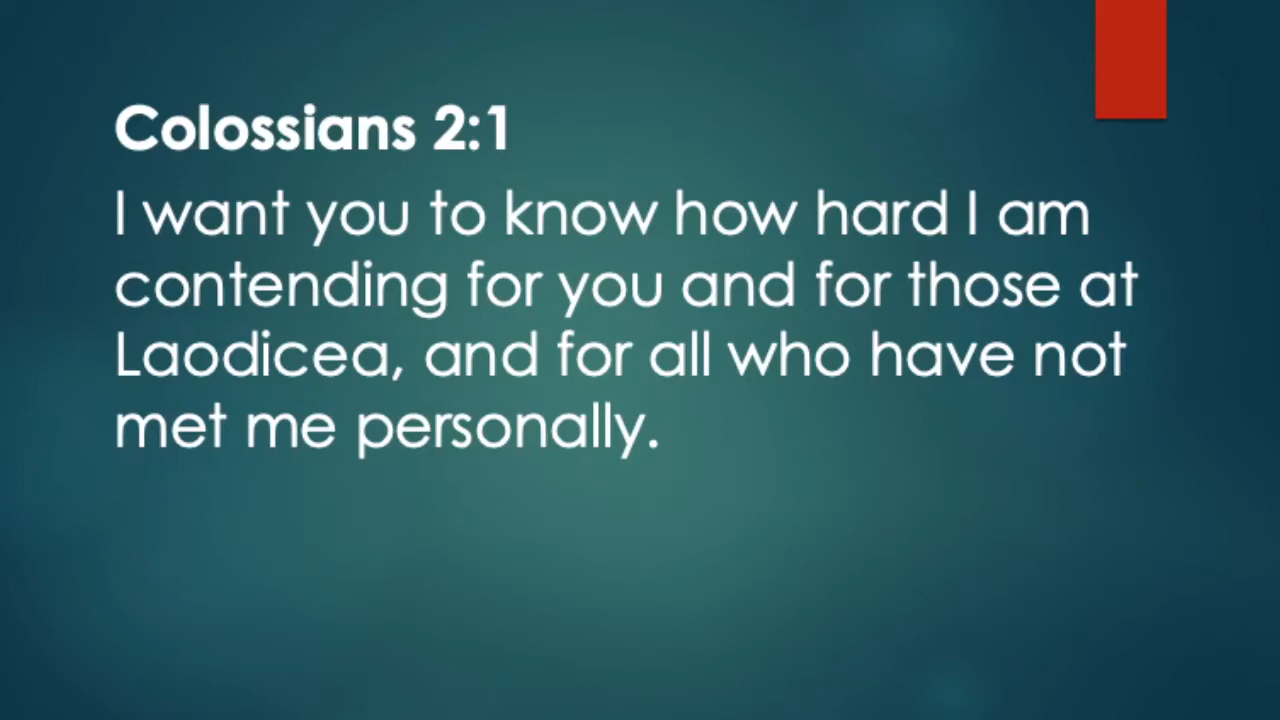 Colossians 2:1
I want you to know how hard I am
contending for you and for those at
Laodicea, and for all who have not
met me personally.